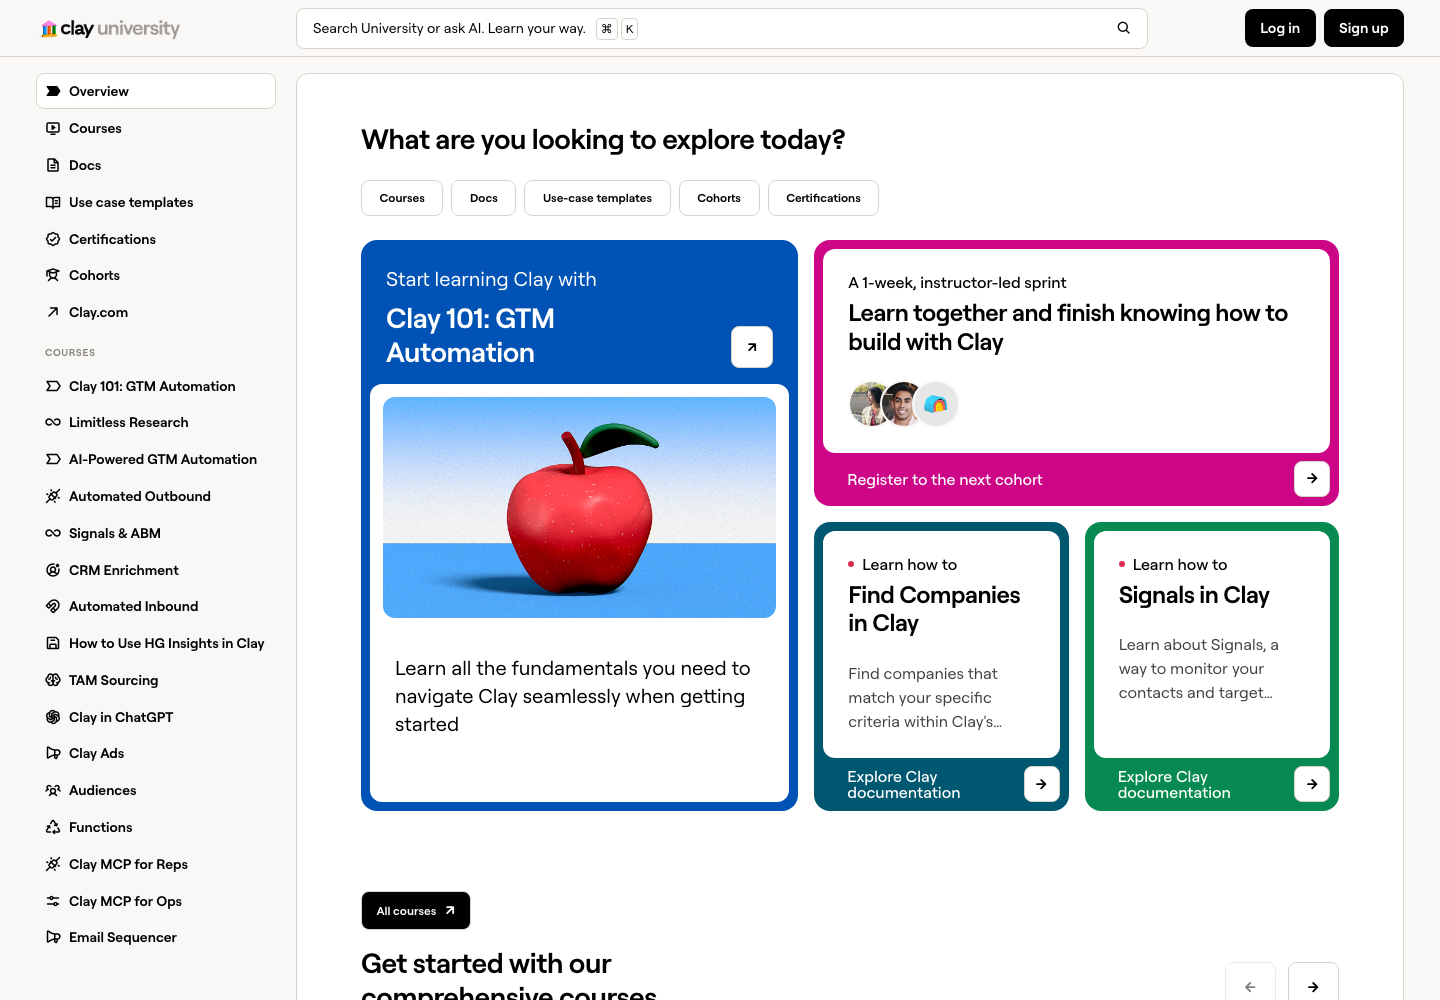 clay university
Search University or ask AI. Learn your way. ⌘ K
Log in
Sign up
Overview
Courses
Docs
Use case templates
Certifications
Cohorts
Clay.com
COURSES
Clay 101: GTM Automation
Limitless Research
AI-Powered GTM Automation
Automated Outbound
Signals & ABM
CRM Enrichment
Automated Inbound
How to Use HG Insights in Clay
TAM Sourcing
Clay in ChatGPT
Clay Ads
Audiences
Functions
Clay MCP for Reps
Clay MCP for Ops
Email Sequencer
What are you looking to explore today?
Courses
Docs
Use-case templates
Cohorts
Certifications
Start learning Clay with
Clay 101: GTM
Automation
Learn all the fundamentals you need to
navigate Clay seamlessly when getting
started
A 1-week, instructor-led sprint
Learn together and finish knowing how to
build with Clay
Register to the next cohort
Learn how to
Find Companies
in Clay
Find companies that
match your specific
criteria within Clay's...
Explore Clay
documentation
Learn how to
Signals in Clay
Learn about Signals, a
way to monitor your
contacts and target...
Explore Clay
documentation
All courses
Get started with our
comprehensive courses